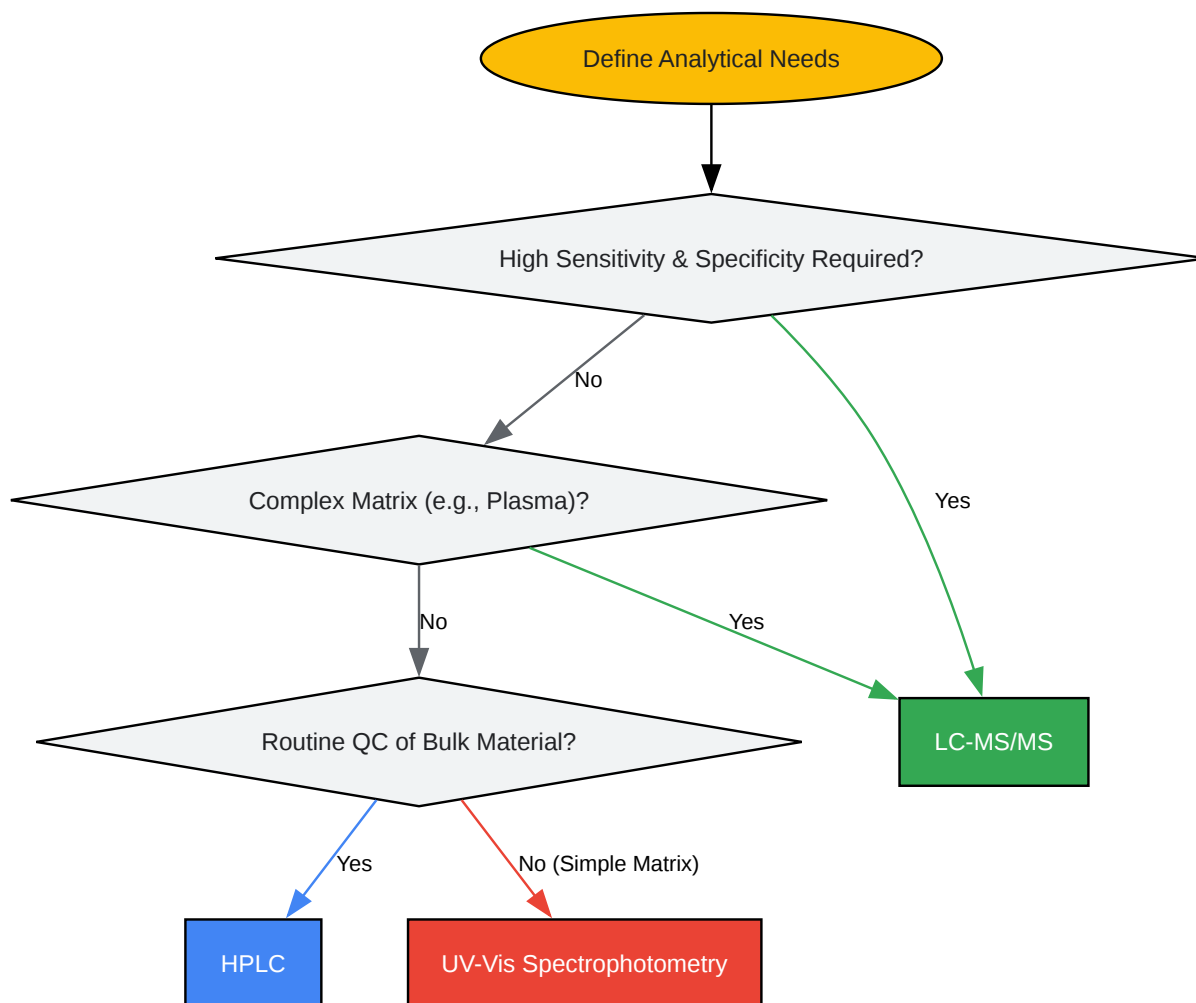 Define Analytical Needs
High Sensitivity & Specificity Required?
No
Yes
Complex Matrix (e.g., Plasma)?
No
Yes
LC-MS/MS
Routine QC of Bulk Material?
Yes
No (Simple Matrix)
HPLC
UV-Vis Spectrophotometry